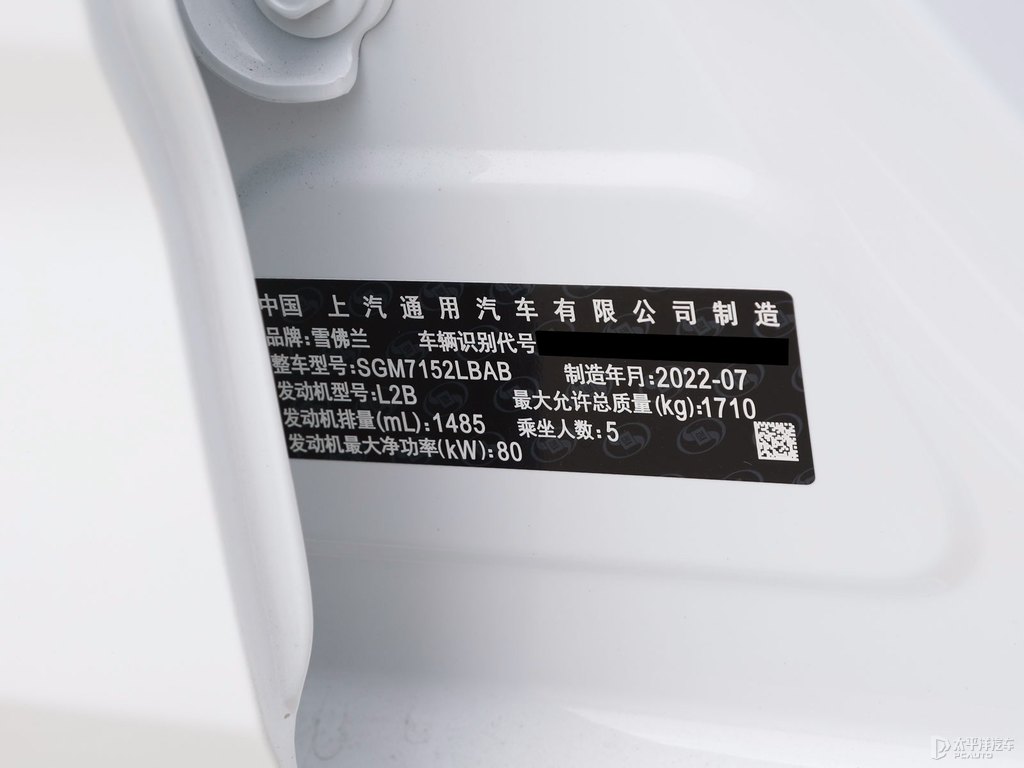 中国 上汽通用汽车有限公司制造
品牌:雪佛兰 车辆识别代号
整车型号:SGM7152LBAB 制造年月:2022-07
发动机型号:L2B 最大允许总质量(kg):1710
发动机排量(mL):1485 乘坐人数:5
发动机最大净功率(kW):80
太平洋汽车
PCAUTO